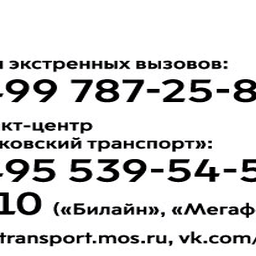 экстренных вызовов:
499 787-25-8
кт-центр
ковский транспорт»:
495 539-54-5
10 («Билайн», «Мегаф
transport.mos.ru, vk.com/